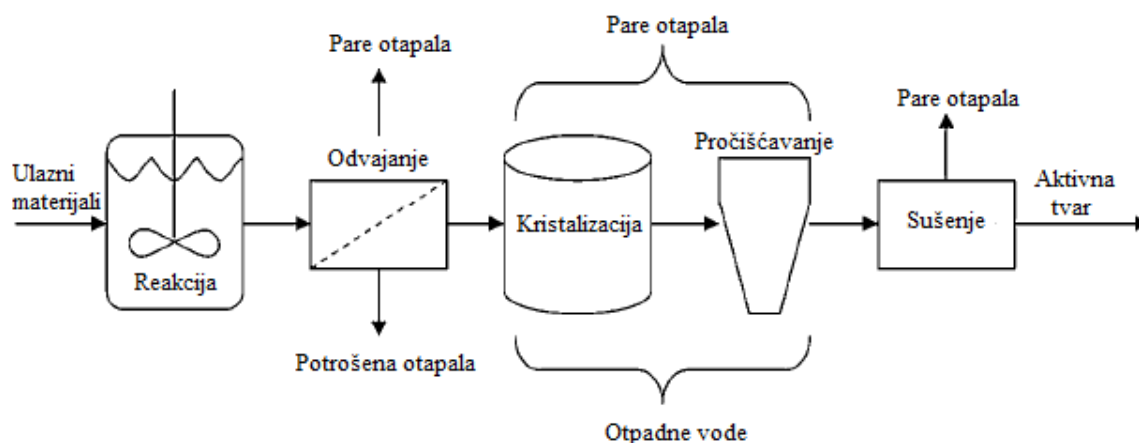 Pare otapala
Pare otapala
Pare otapala
Ulazni
materijali
Odvajanje
Pročišćavanje
Aktivna
tvar
Kristalizacija
Sušenje
Reakcija
Potrošena otapala
Otpadne vode